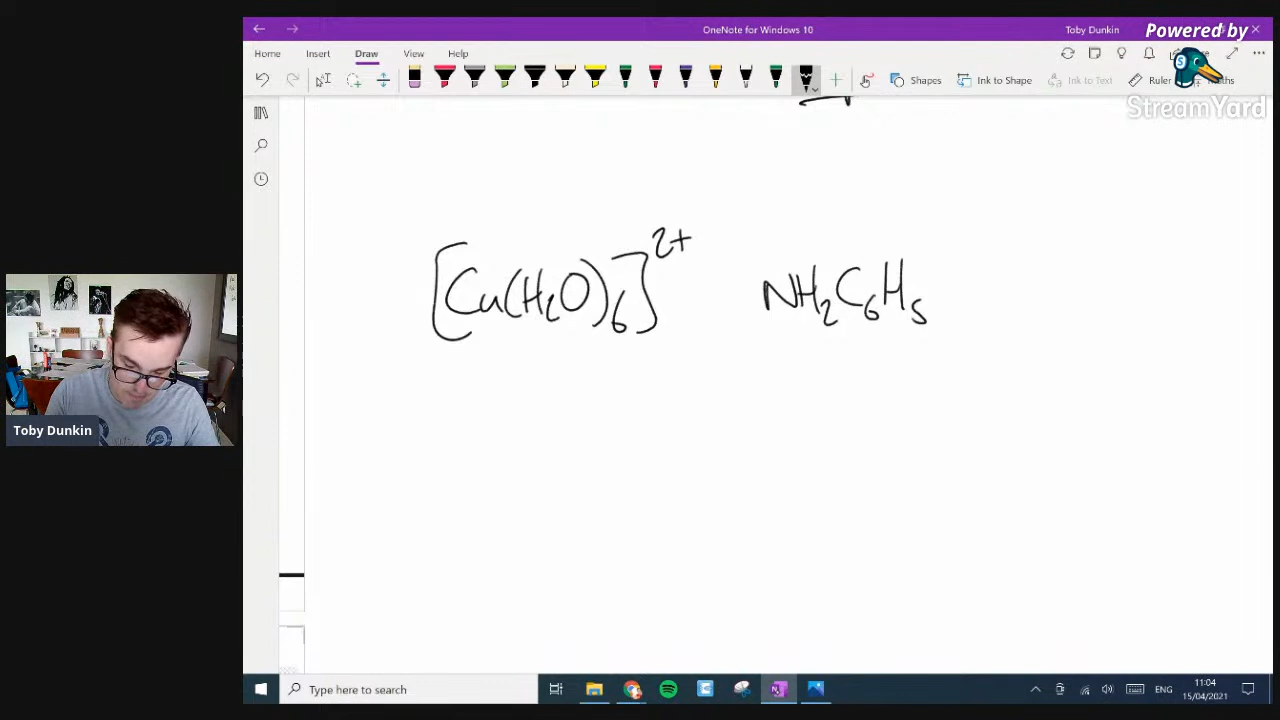 OneNote for Windows 10
Toby Dunkin
Powered by
StreamYard
Home Insert Draw View Help
Shapes Ink to Shape Ink to Text Ruler Maths
[Cu(H2O)6]2+ NH2C6H5
Toby Dunkin
Type here to search
ENG
11:04
15/04/2021